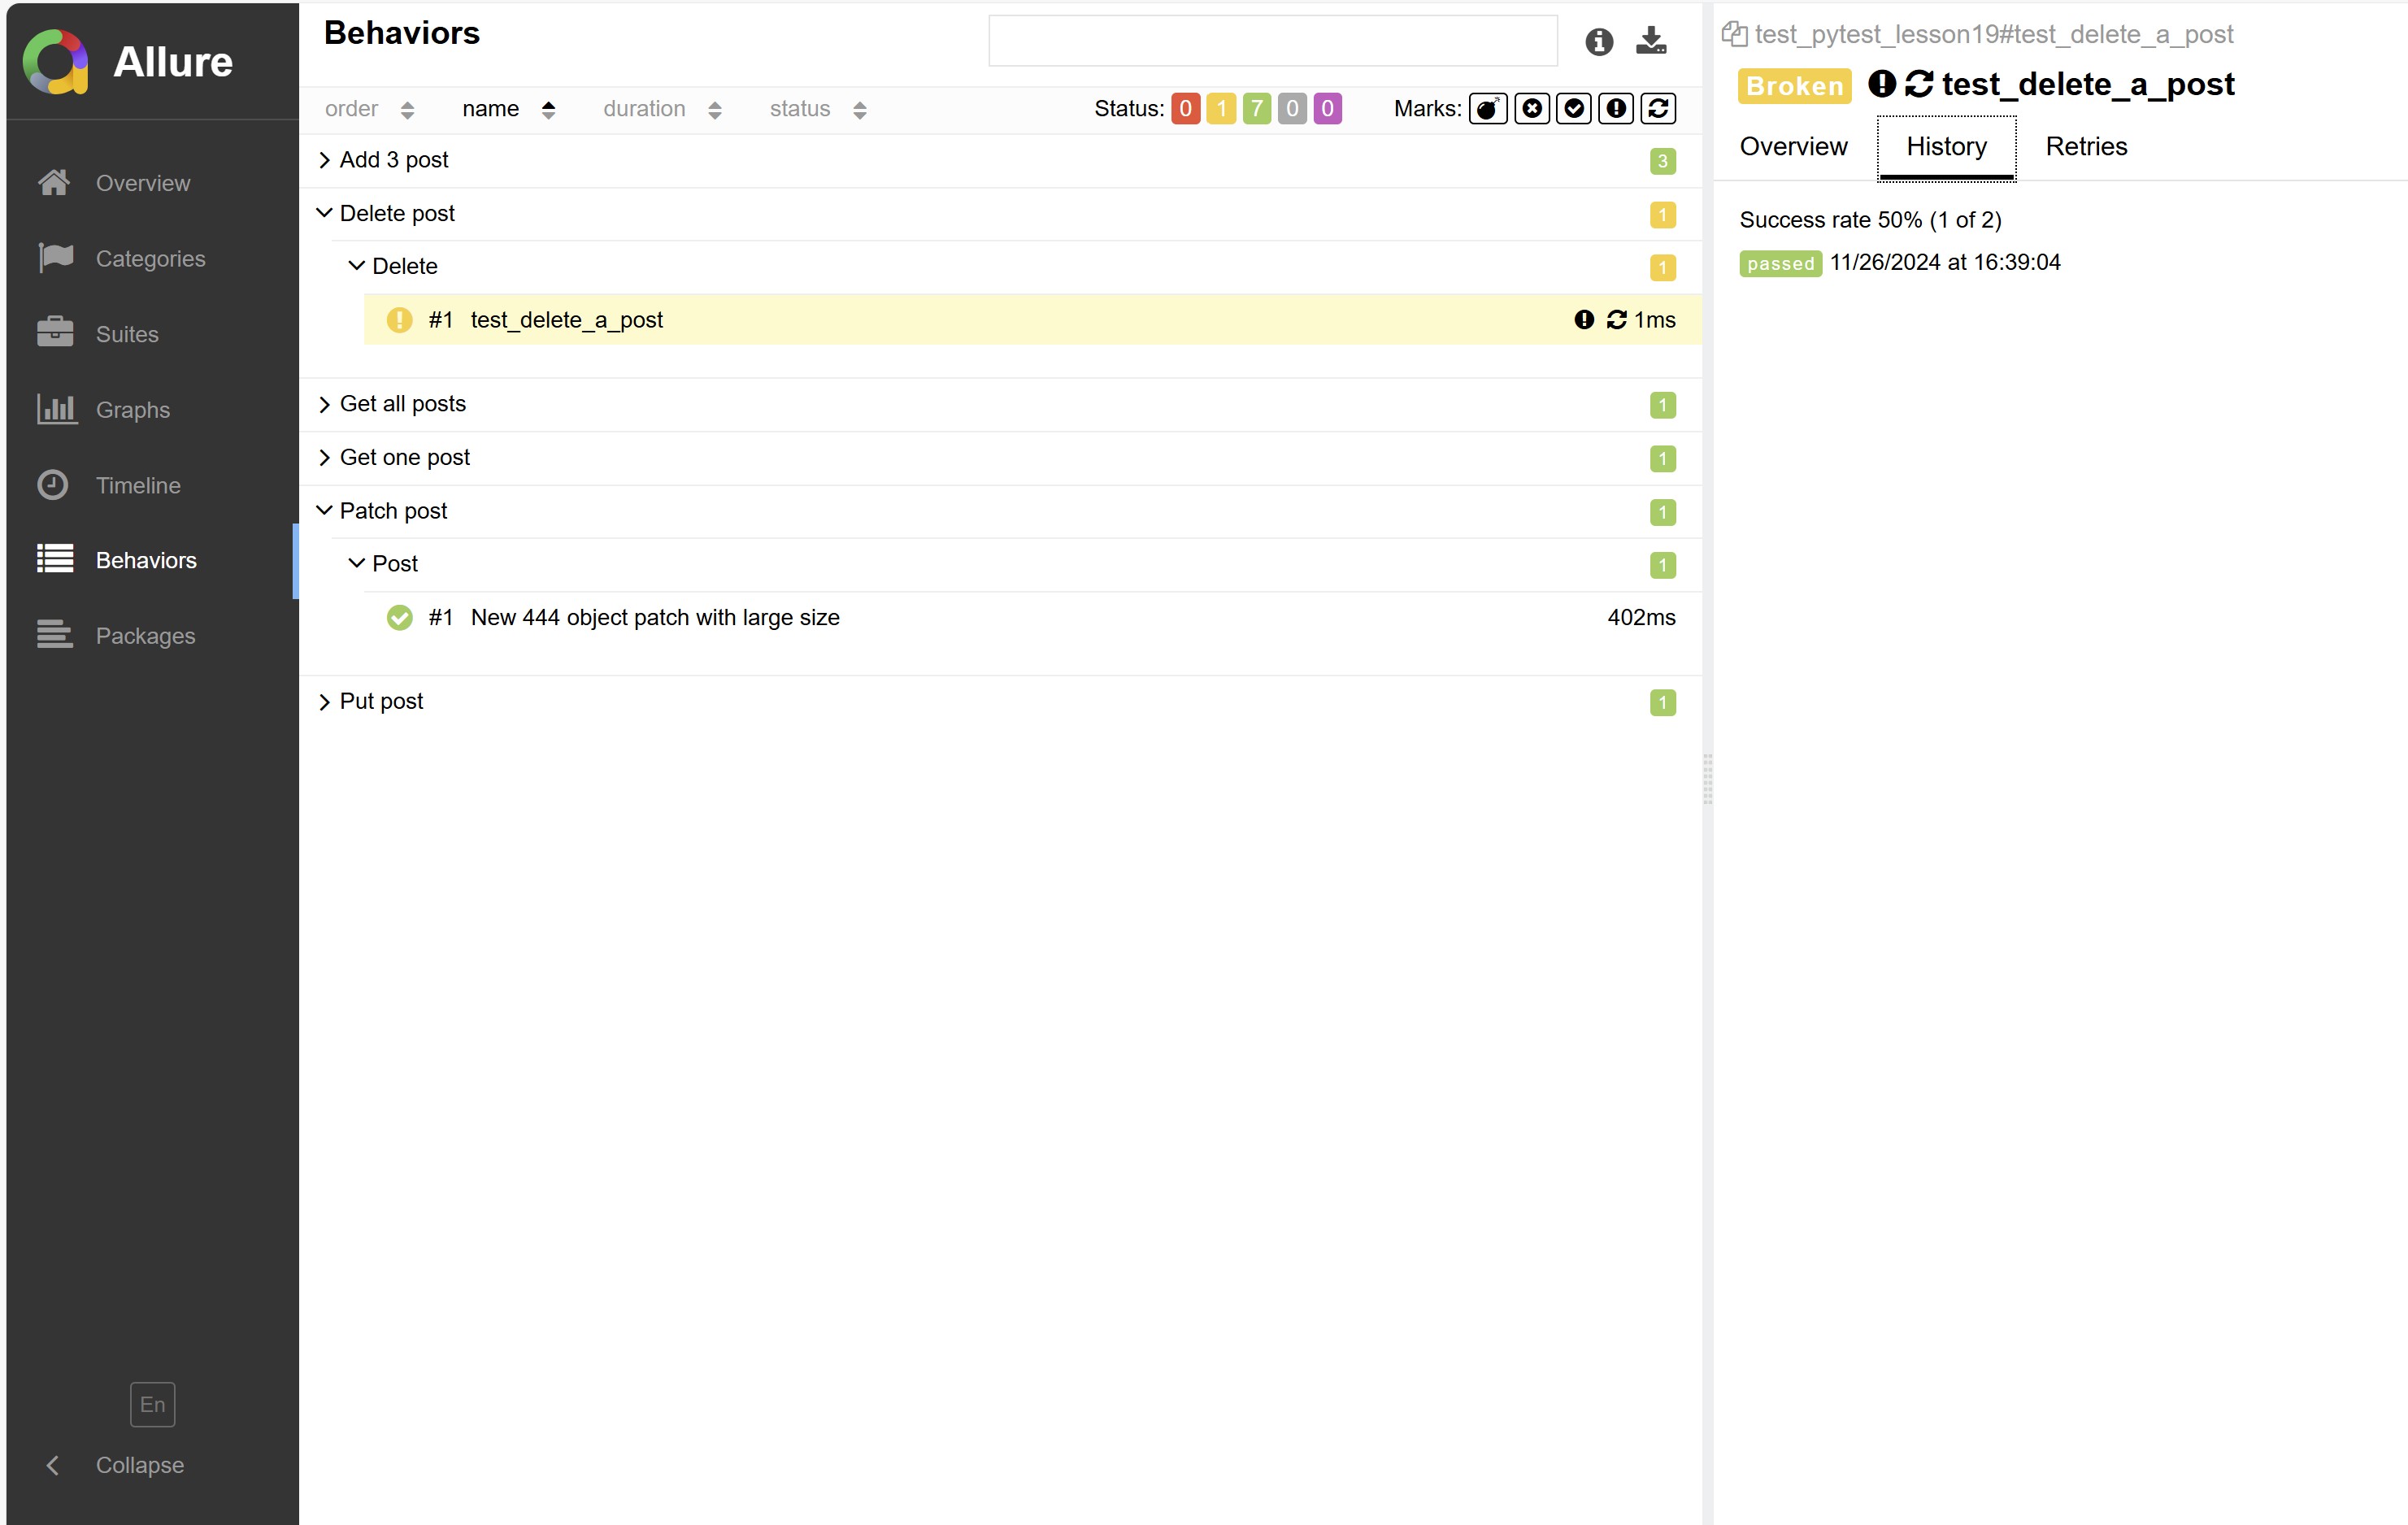 Allure
Overview
Categories
Suites
Graphs
Timeline
Behaviors
Packages
En
Collapse
Behaviors
order name duration status Status: 0 1 7 0 0 Marks:
Add 3 post 3
Delete post 1
Delete 1
#1 test_delete_a_post 1ms
Get all posts 1
Get one post 1
Patch post 1
Post 1
#1 New 444 object patch with large size 402ms
Put post 1
test_pytest_lesson19#test_delete_a_post
Broken test_delete_a_post
Overview History Retries
Success rate 50% (1 of 2)
passed 11/26/2024 at 16:39:04